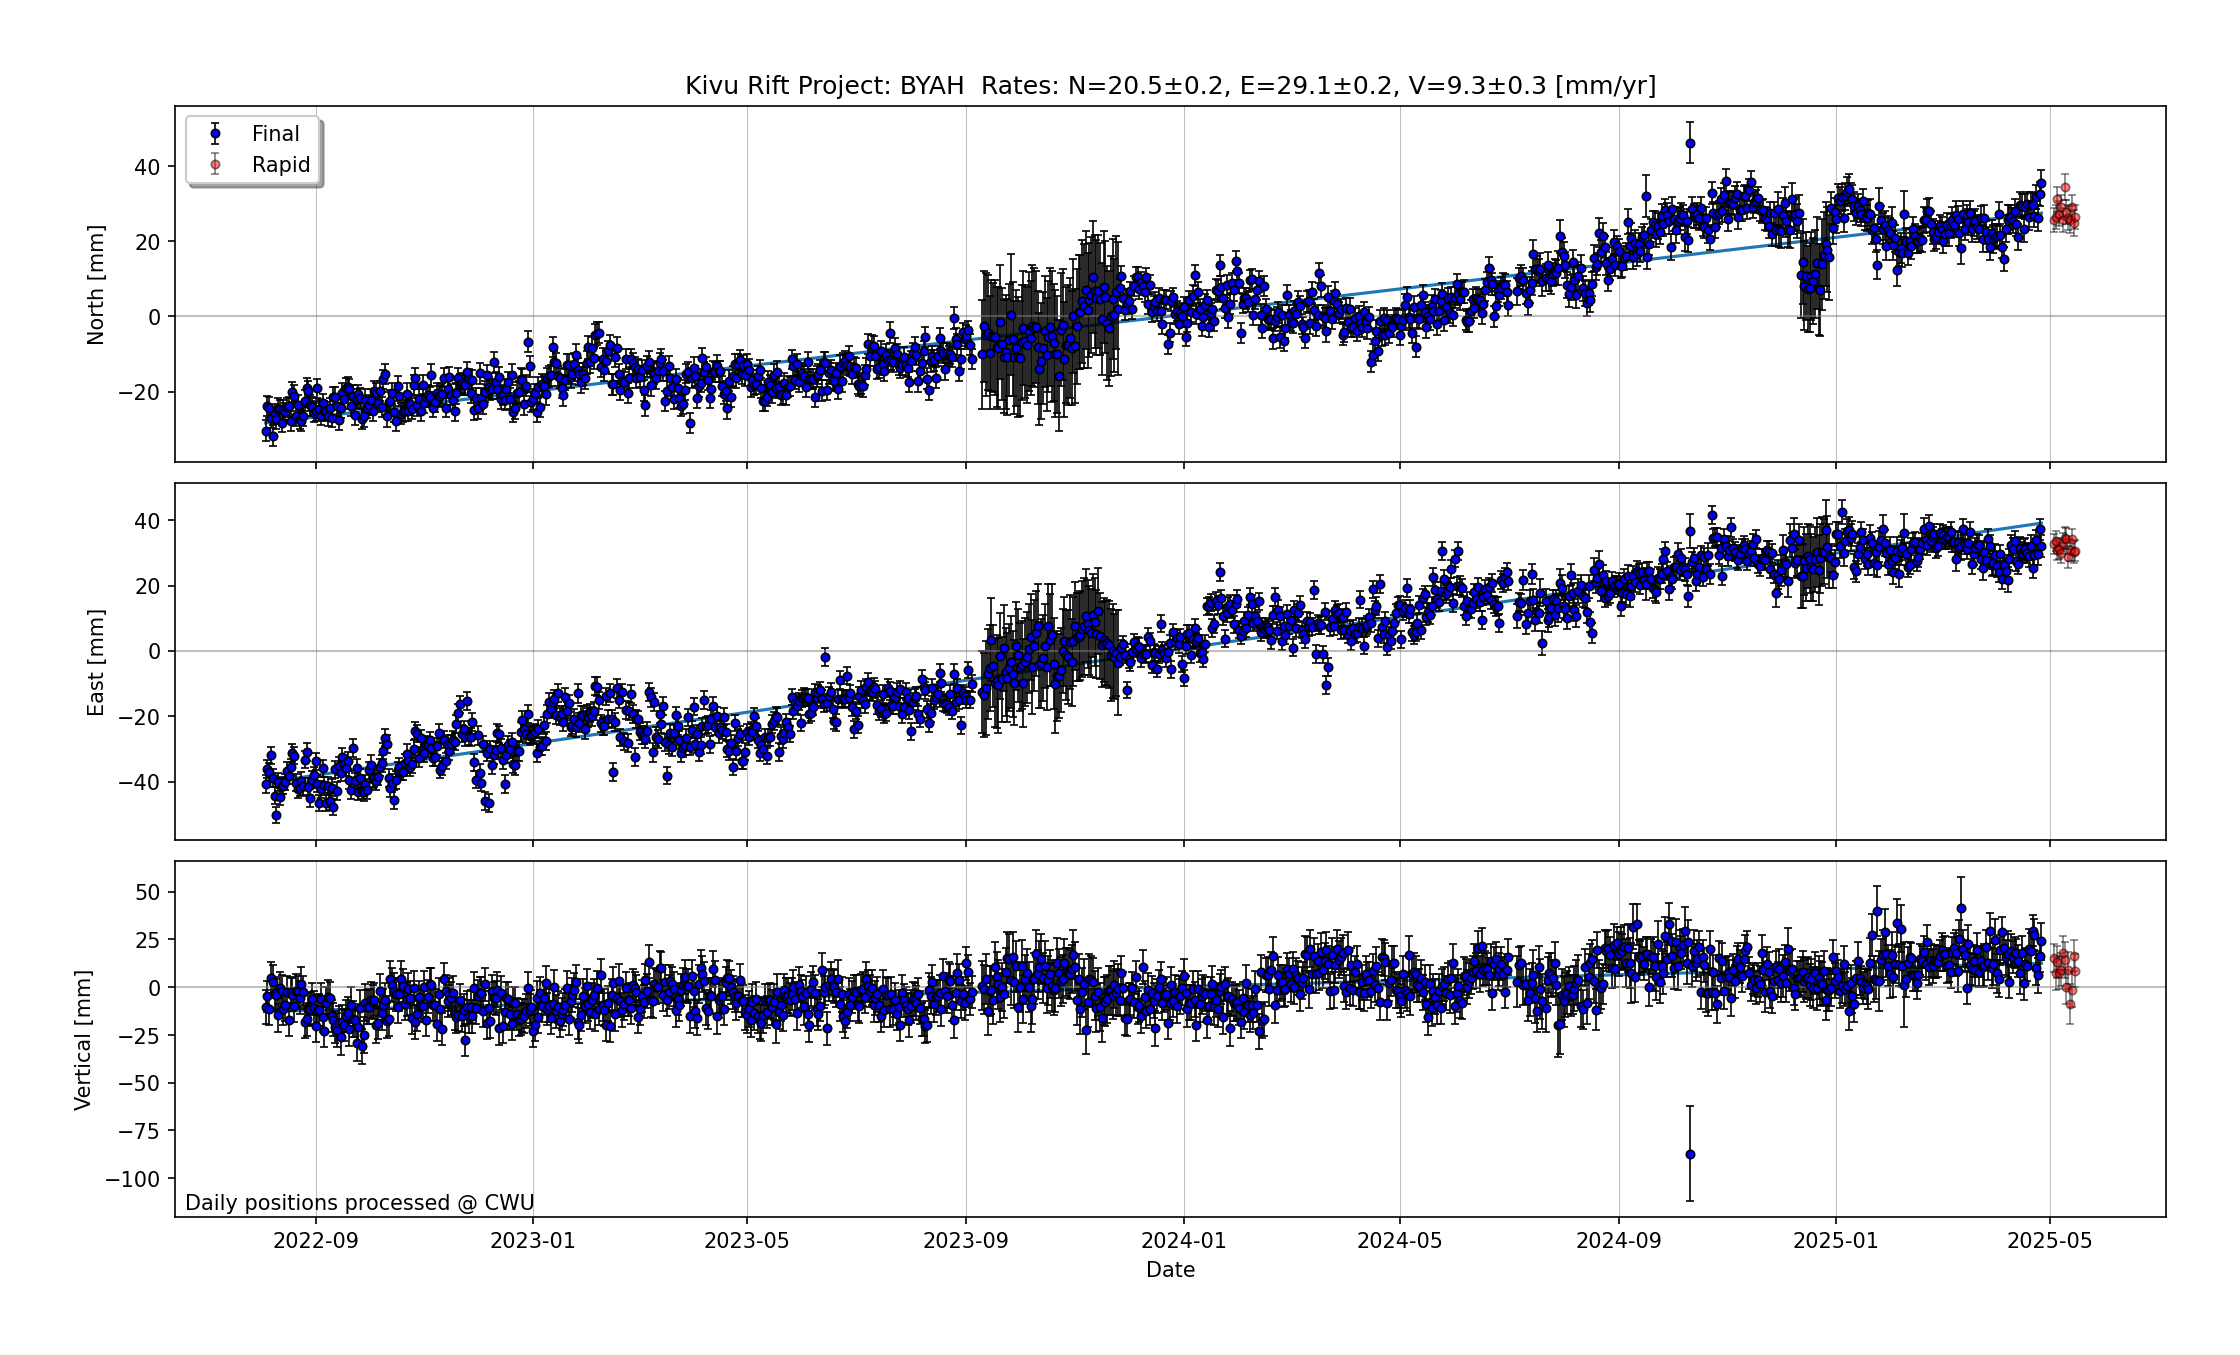 Kivu Rift Project: BYAH  Rates: N=20.5±0.2, E=29.1±0.2, V=9.3±0.3 [mm/yr]
Final
Rapid
North [mm]
40
20
0
−20
East [mm]
40
20
0
−20
−40
Vertical [mm]
50
25
0
−25
−50
−75
−100
Daily positions processed @ CWU
2022-09 2023-01 2023-05 2023-09 2024-01 2024-05 2024-09 2025-01 2025-05
Date